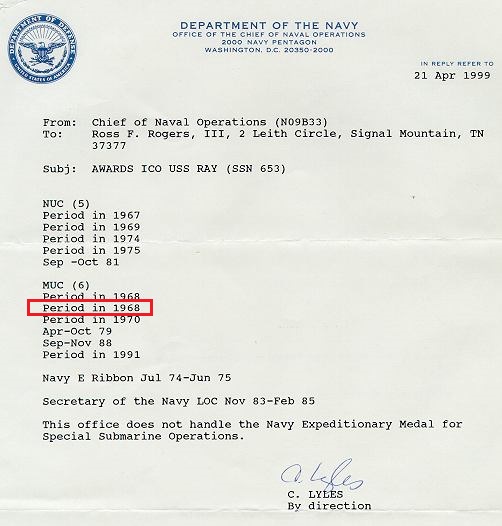 DEPARTMENT OF DEFENSE
UNITED STATES OF AMERICA
DEPARTMENT OF THE NAVY
OFFICE OF THE CHIEF OF NAVAL OPERATIONS
2000 NAVY PENTAGON
WASHINGTON, D.C. 20350-2000
IN REPLY REFER TO
21 Apr 1999
From: Chief of Naval Operations (N09B33)
To: Ross F. Rogers, III, 2 Leith Circle, Signal Mountain, TN
37377
Subj: AWARDS ICO USS RAY (SSN 653)
NUC (5)
Period in 1967
Period in 1969
Period in 1974
Period in 1975
Sep -Oct 81
MUC (6)
Period in 1968
Period in 1968
Period in 1970
Apr-Oct 79
Sep-Nov 88
Period in 1991
Navy E Ribbon Jul 74-Jun 75
Secretary of the Navy LOC Nov 83-Feb 85
This office does not handle the Navy Expeditionary Medal for
Special Submarine Operations.
C. Lyles
C. LYLES
By direction